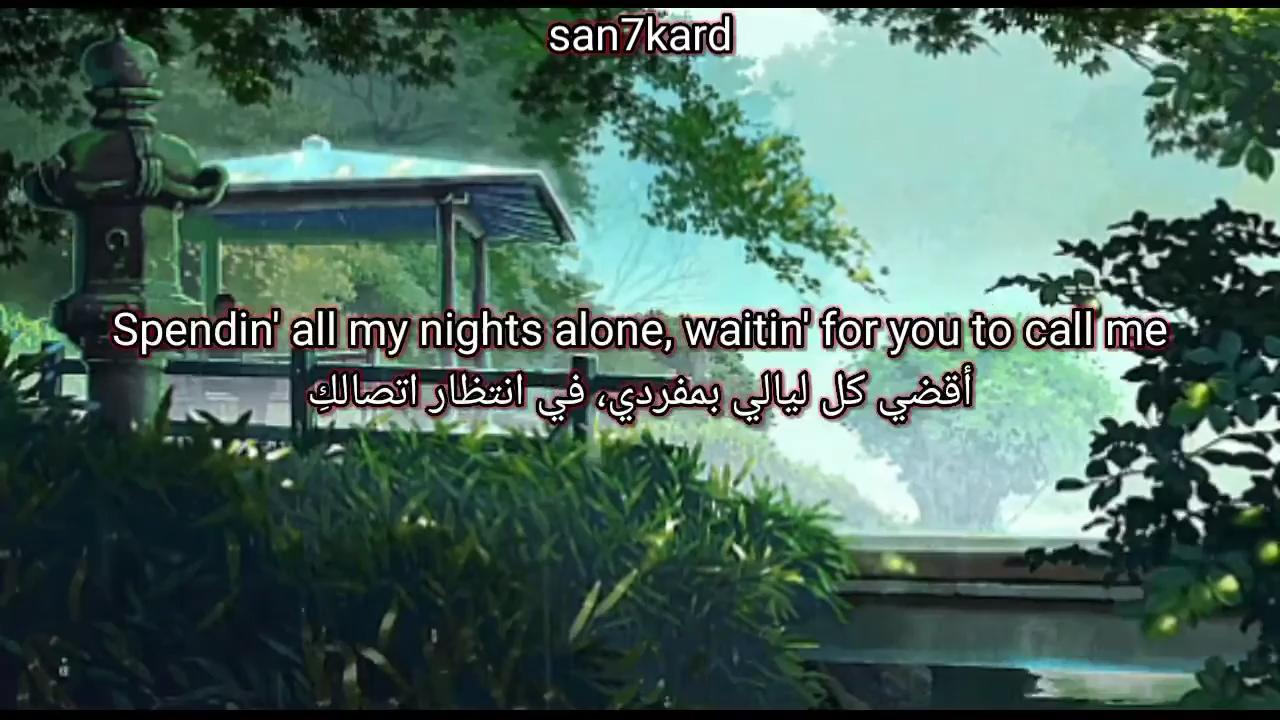 san7kard
Spendin' all my nights alone, waitin' for you to call me
أقضي كل ليالي بمفردي، في انتظار اتصالكِ